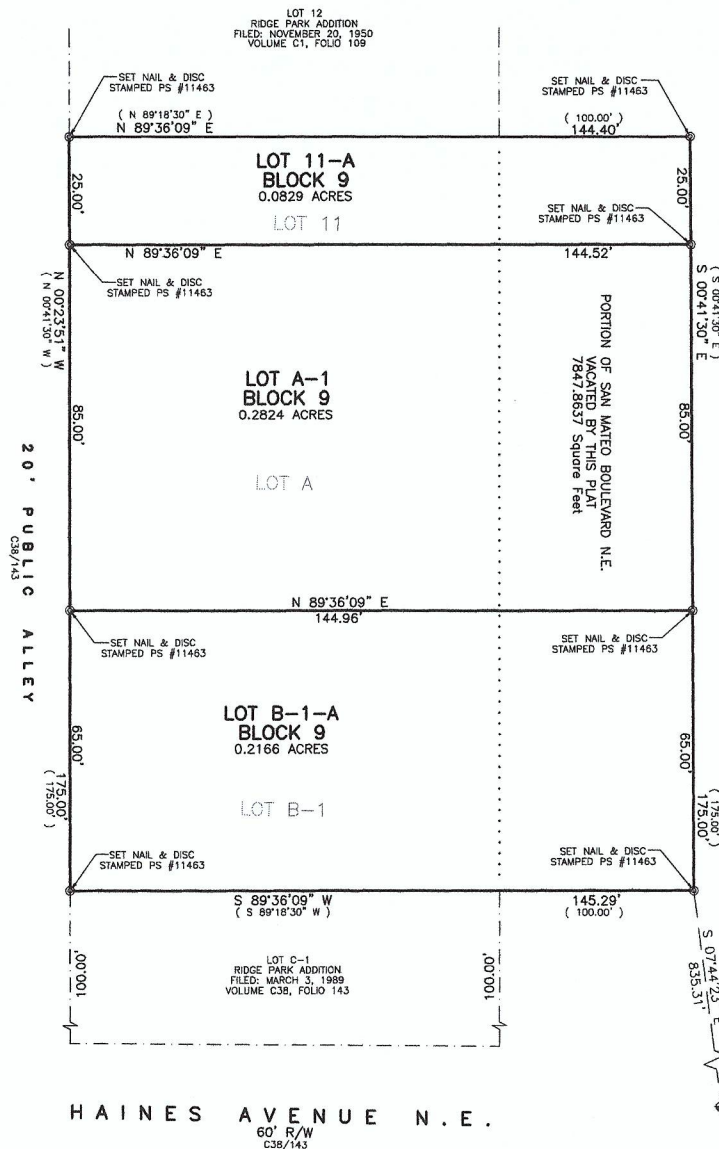 LOT 12
RIDGE PARK ADDITION
FILED: NOVEMBER 20, 1950
VOLUME C1, FOLIO 109
SET NAIL & DISC
STAMPED PS #11463
SET NAIL & DISC
STAMPED PS #11463
( N 89°18'30" E )
N 89°36'09" E
( 100.00' )
144.40'
LOT 11-A
BLOCK 9
0.0829 ACRES
LOT 11
25.00'
25.00'
SET NAIL & DISC
STAMPED PS #11463
N 89°36'09" E
144.52'
SET NAIL & DISC
STAMPED PS #11463
N 00°23'51" W
( N 00°41'30" W )
( S 00°41'30" E )
S 00°41'30" E
PORTION OF SAN MATEO BOULEVARD N.E.
VACATED BY THIS PLAT
7847.8637 Square Feet
LOT A-1
BLOCK 9
0.2824 ACRES
LOT A
85.00'
85.00'
20' PUBLIC ALLEY
C38/143
N 89°36'09" E
144.96'
SET NAIL & DISC
STAMPED PS #11463
SET NAIL & DISC
STAMPED PS #11463
LOT B-1-A
BLOCK 9
0.2166 ACRES
LOT B-1
65.00'
65.00'
175.00'
( 175.00' )
( 175.00' )
175.00'
SET NAIL & DISC
STAMPED PS #11463
SET NAIL & DISC
STAMPED PS #11463
S 89°36'09" W
( S 89°18'30" W )
145.29'
( 100.00' )
LOT C-1
RIDGE PARK ADDITION
FILED: MARCH 3, 1989
VOLUME C38, FOLIO 143
100.00'
100.00'
S 07°44'23" E
835.31'
HAINES AVENUE N.E.
60' R/W
C38/143